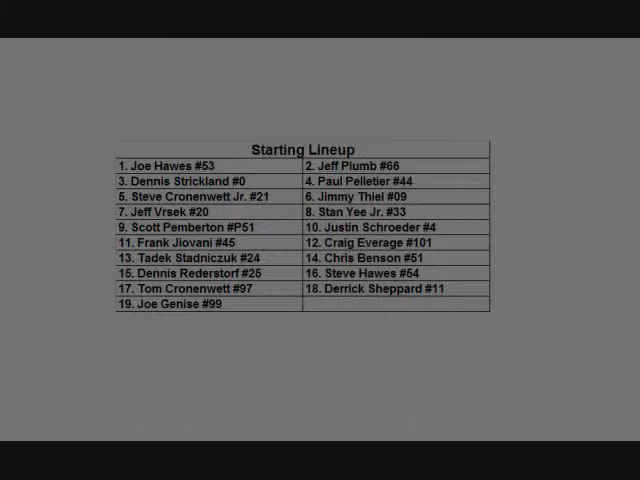 Starting Lineup
1. Joe Hawes #53 2. Jeff Plumb #66
3. Dennis Strickland #0 4. Paul Pelletier #44
5. Steve Cronenwett Jr. #21 6. Jimmy Thiel #09
7. Jeff Vrsek #20 8. Stan Yee Jr. #33
9. Scott Pemberton #P51 10. Justin Schroeder #4
11. Frank Jiovani #45 12. Craig Everage #101
13. Tadek Stadniczuk #24 14. Chris Benson #51
15. Dennis Rederstorf #25 16. Steve Hawes #54
17. Tom Cronenwett #97 18. Derrick Sheppard #11
19. Joe Genise #99